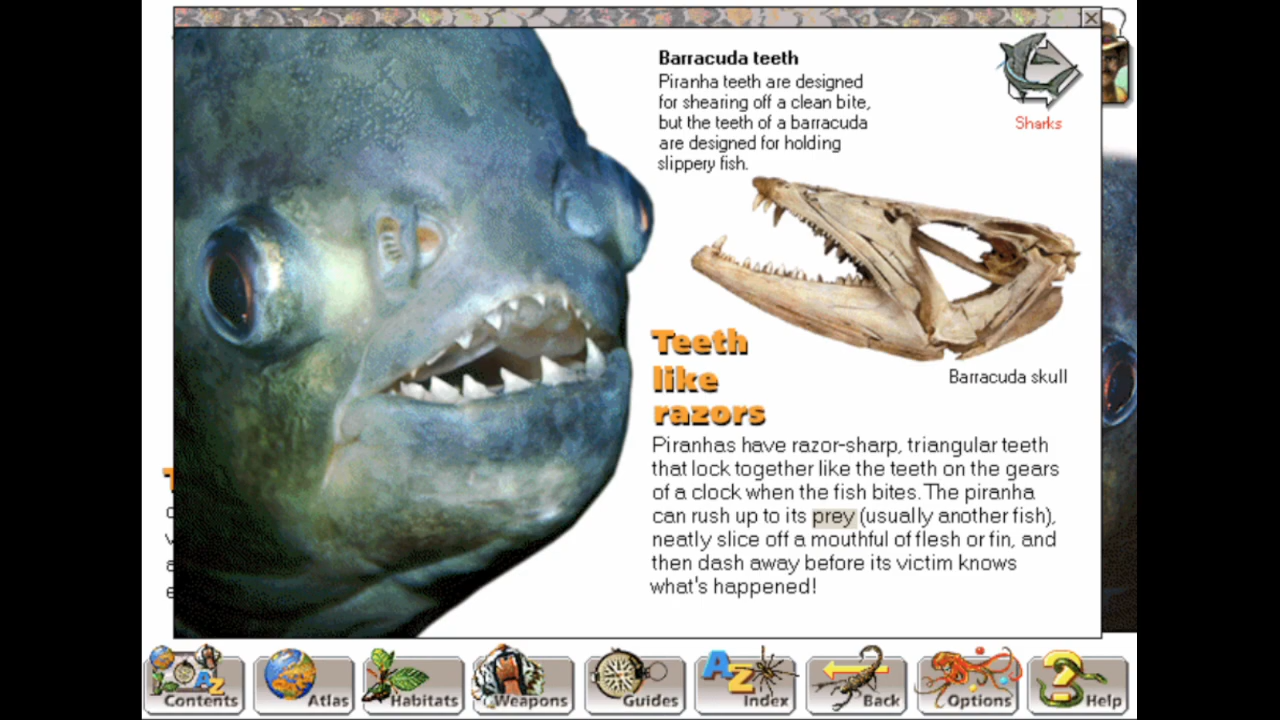 Barracuda teeth
Piranha teeth are designed
for shearing off a clean bite,
but the teeth of a barracuda
are designed for holding
slippery fish.
Sharks
Barracuda skull
Teeth
like
razors
Piranhas have razor-sharp, triangular teeth
that lock together like the teeth on the gears
of a clock when the fish bites. The piranha
can rush up to its prey (usually another fish),
neatly slice off a mouthful of flesh or fin, and
then dash away before its victim knows
what's happened!
Contents
Atlas
Habitats
Weapons
Guides
AZ
Index
Back
Options
? Help